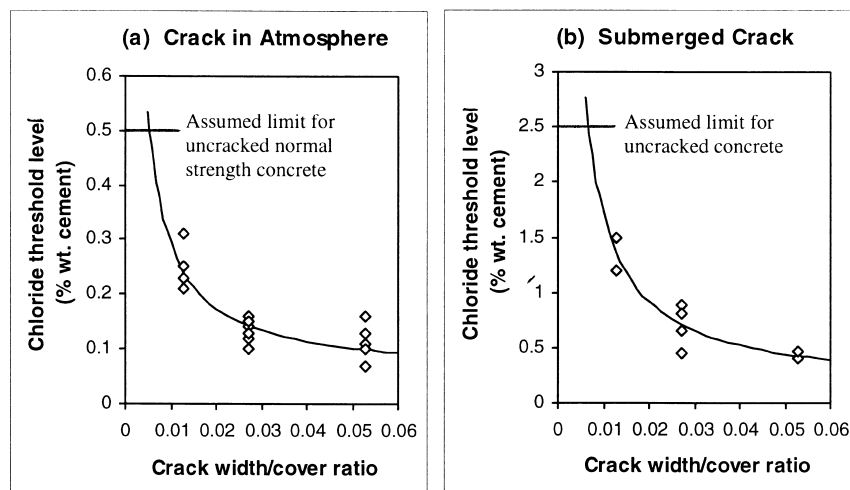 (a) Crack in Atmosphere
Chloride threshold level
(% wt. cement)
0.6
0.5
0.4
0.3
0.2
0.1
0
Assumed limit for
uncracked normal
strength concrete
0 0.01 0.02 0.03 0.04 0.05 0.06
Crack width/cover ratio
(b) Submerged Crack
Chloride threshold level
(% wt. cement)
3
2.5
2
1.5
1
0.5
0
Assumed limit for
uncracked concrete
0 0.01 0.02 0.03 0.04 0.05 0.06
Crack width/cover ratio